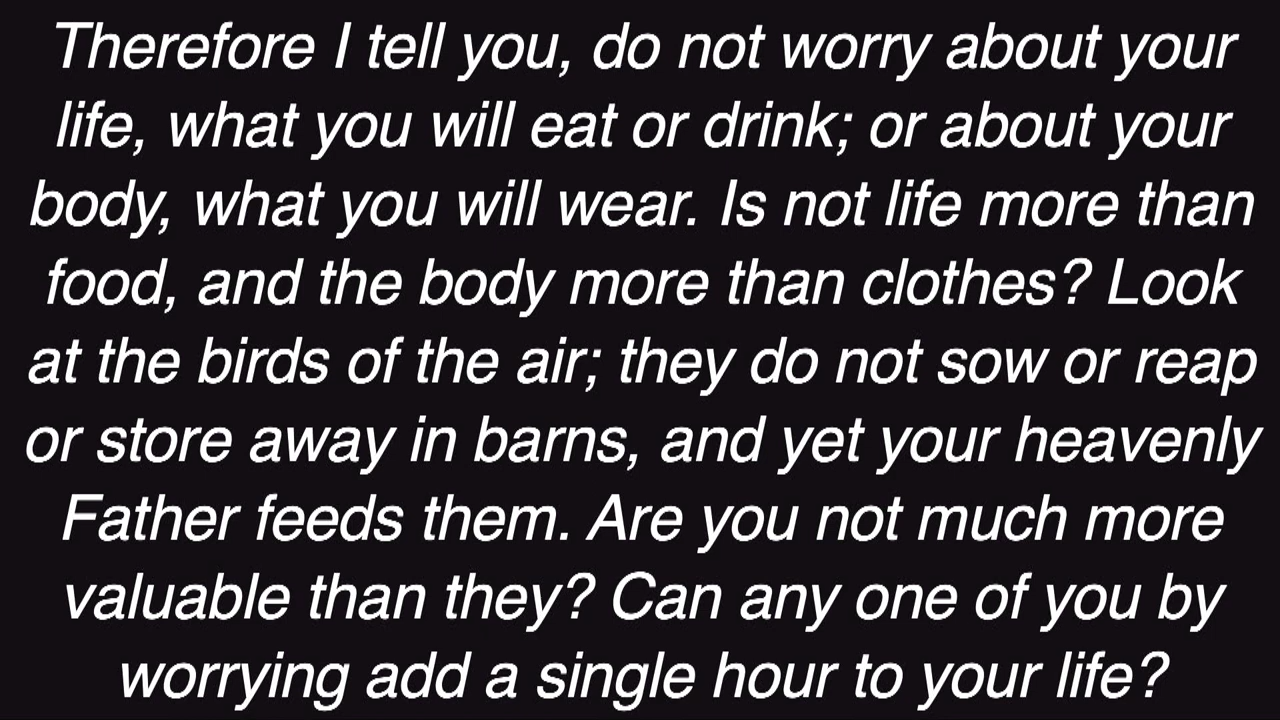 Therefore I tell you, do not worry about your
life, what you will eat or drink; or about your
body, what you will wear. Is not life more than
food, and the body more than clothes? Look
at the birds of the air; they do not sow or reap
or store away in barns, and yet your heavenly
Father feeds them. Are you not much more
valuable than they? Can any one of you by
worrying add a single hour to your life?